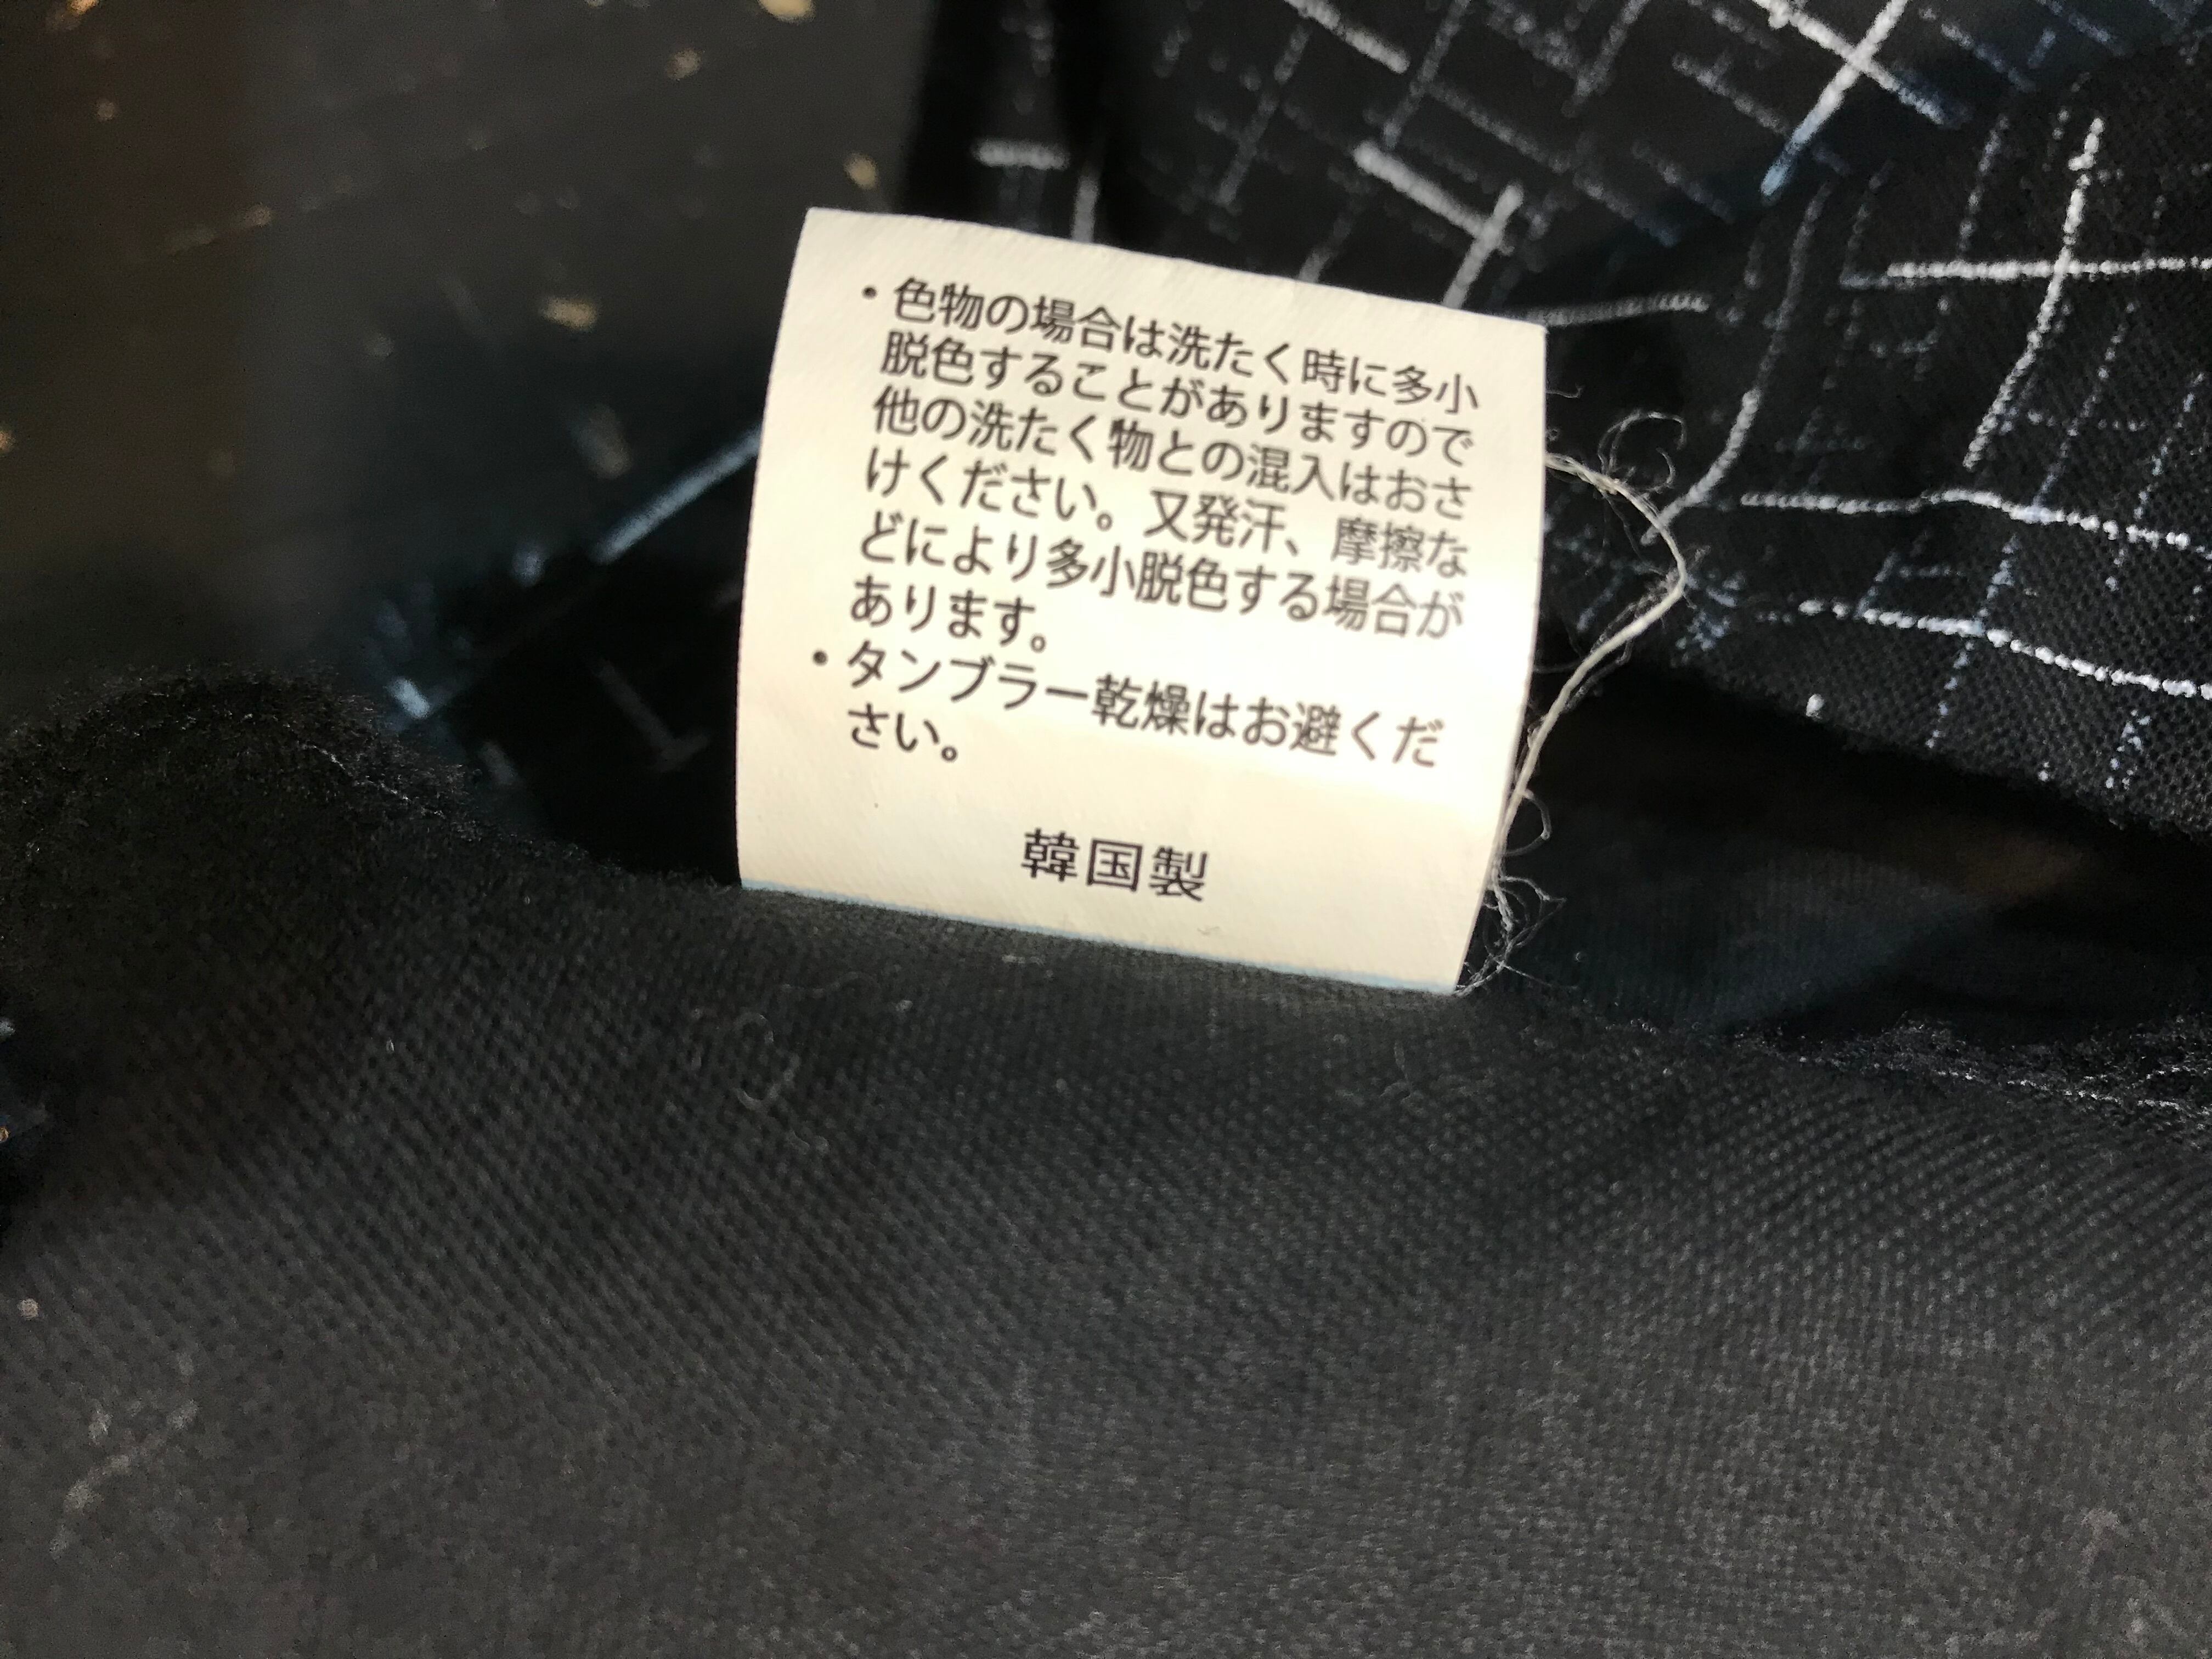 ・色物の場合は洗たく時に多小
脱色することがありますので
他の洗たく物との混入はおさ
けください。又発汗、摩擦な
どにより多小脱色する場合が
あります。
・タンブラー乾燥はお避くだ
さい。
韓国製